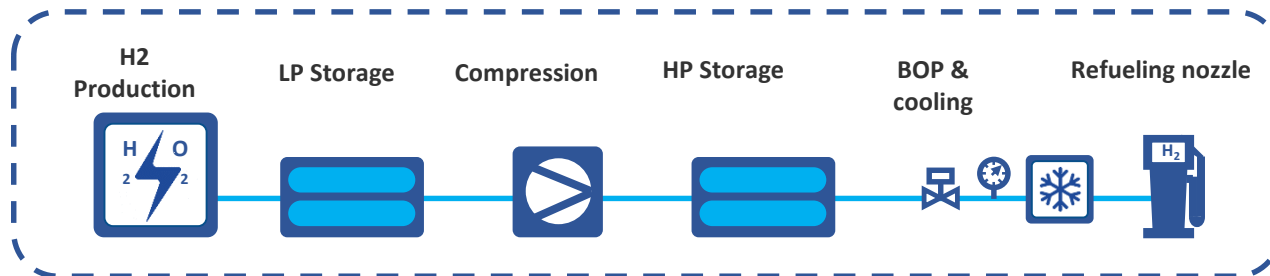 H2
Production
LP Storage
Compression
HP Storage
BOP &
cooling
Refueling nozzle
H O
2 2
H₂